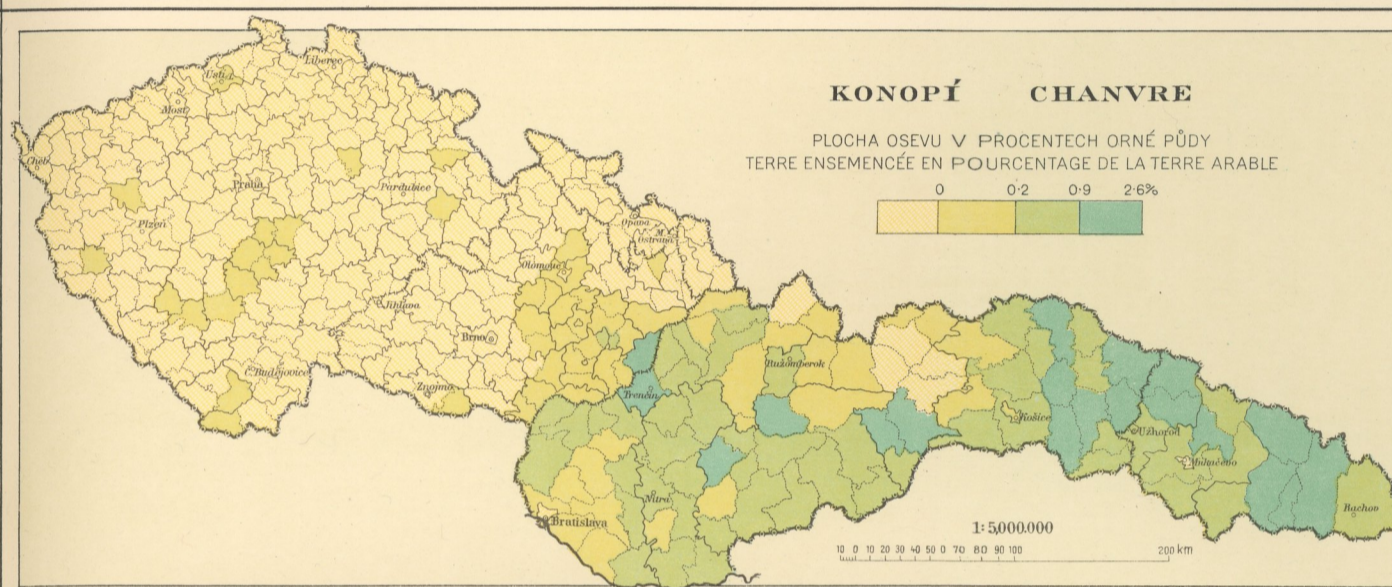 KONOPÍ CHANVRE
PLOCHA OSEVU V PROCENTECH ORNÉ PŮDY
TERRE ENSEMENCÉE EN POURCENTAGE DE LA TERRE ARABLE
0 0·2 0·9 2·6%
Liberec
Ústí
Most
Cheb
Praha
Pardubice
Plzeň
Opava
M. Ostrava
Olomouc
Jihlava
Brno
Č. Budějovice
Znojmo
Ružomberok
Trenčín
Košice
Užhorod
Mukačevo
Nitra
Bratislava
Rachov
1:5,000.000
10 0 10 20 30 40 50 0 70 80 90 100 200 km